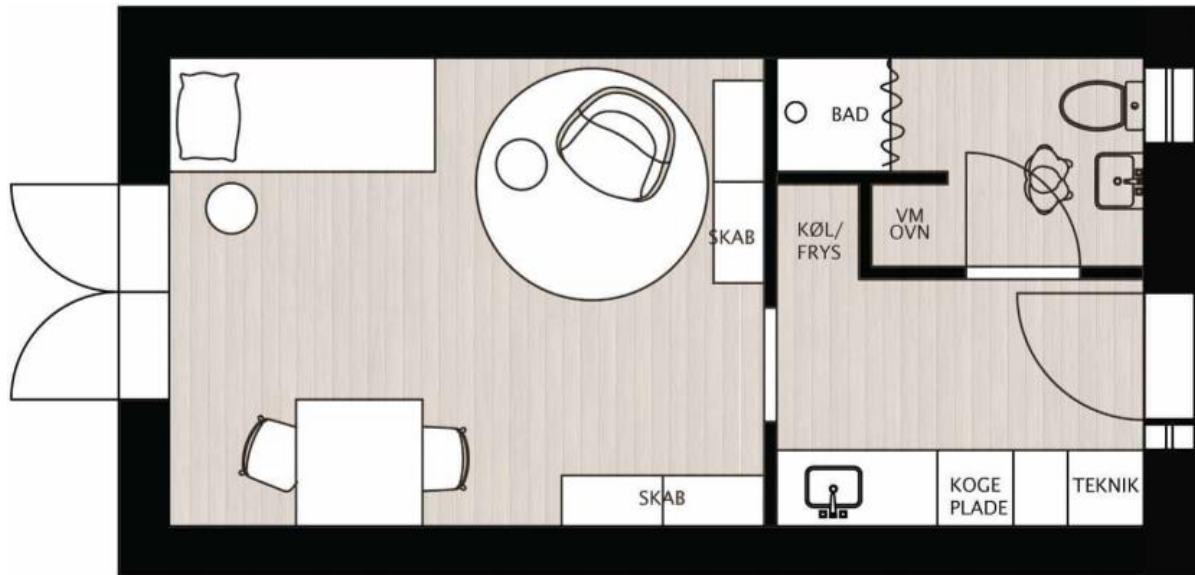 BAD
SKAB
KØL/
FRYS
VM
OVN
SKAB
KOGE
PLADE
TEKNIK